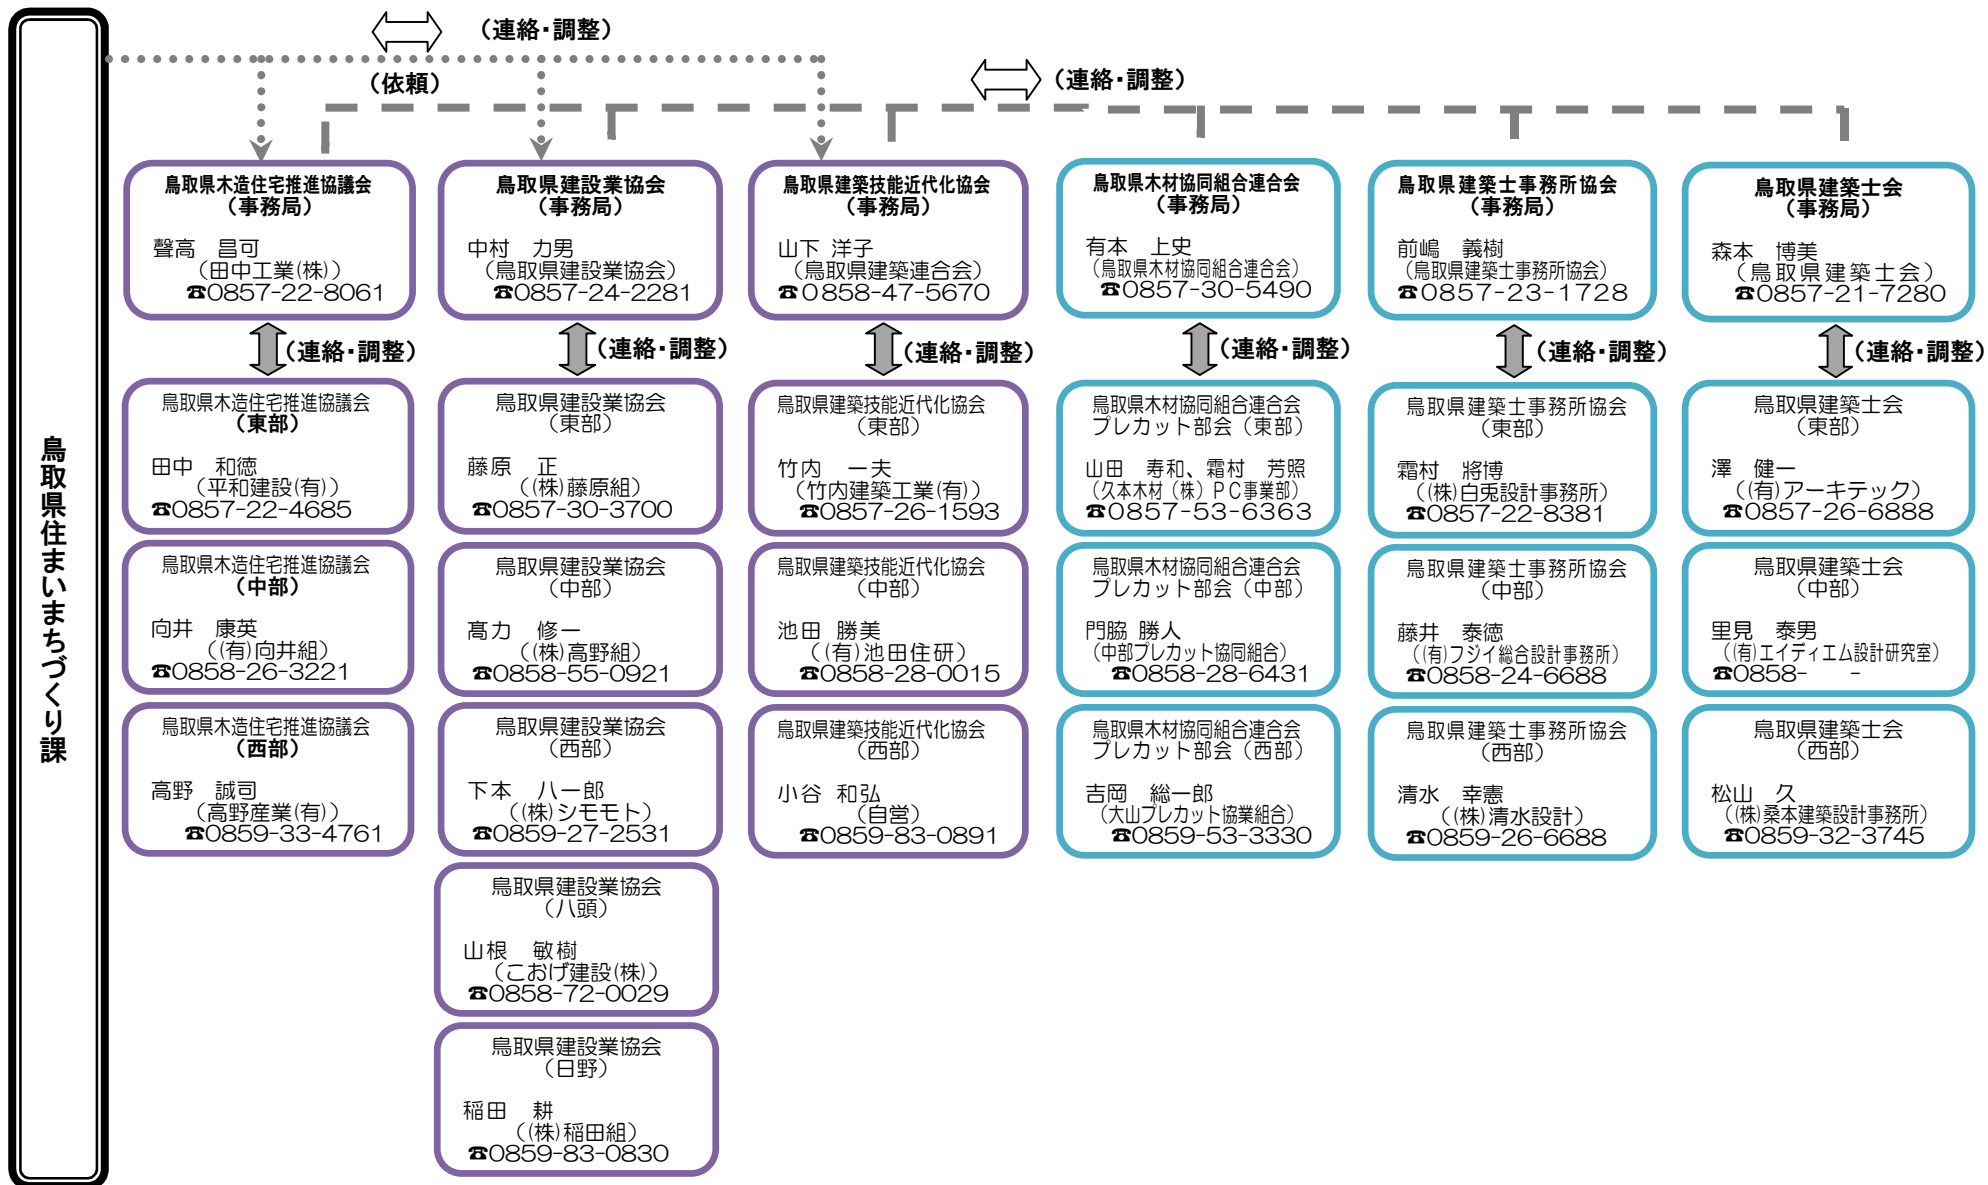 鳥取県住まいまちづくり課
（連絡・調整）
（依頼）
（連絡・調整）
鳥取県木造住宅推進協議会
（事務局）
聲高　昌可
（田中工業(株)）
☎0857-22-8061
（連絡・調整）
鳥取県木造住宅推進協議会
（東部）
田中　和徳
（平和建設(有)）
☎0857-22-4685
鳥取県木造住宅推進協議会
（中部）
向井　康英
（(有)向井組）
☎0858-26-3221
鳥取県木造住宅推進協議会
（西部）
高野　誠司
（高野産業(有)）
☎0859-33-4761
鳥取県建設業協会
（事務局）
中村　力男
（鳥取県建設業協会）
☎0857-24-2281
（連絡・調整）
鳥取県建設業協会
（東部）
藤原　正
（(株)藤原組）
☎0857-30-3700
鳥取県建設業協会
（中部）
髙力　修一
（(株)高野組）
☎0858-55-0921
鳥取県建設業協会
（西部）
下本　八一郎
（(株)シモモト）
☎0859-27-2531
鳥取県建設業協会
（八頭）
山根　敏樹
（こおげ建設(株)）
☎0858-72-0029
鳥取県建設業協会
（日野）
稲田　耕
（(株)稲田組）
☎0859-83-0830
鳥取県建築技能近代化協会
（事務局）
山下 洋子
（鳥取県建築連合会）
☎0858-47-5670
（連絡・調整）
鳥取県建築技能近代化協会
（東部）
竹内　一夫
（竹内建築工業(有)）
☎0857-26-1593
鳥取県建築技能近代化協会
（中部）
池田 勝美
（(有)池田住研）
☎0858-28-0015
鳥取県建築技能近代化協会
（西部）
小谷 和弘
（自営）
☎0859-83-0891
鳥取県木材協同組合連合会
（事務局）
有本　上史
（鳥取県木材協同組合連合会）
☎0857-30-5490
（連絡・調整）
鳥取県木材協同組合連合会
プレカット部会（東部）
山田　寿和、霜村　芳照
（久本木材（株）ＰＣ事業部）
☎0857-53-6363
鳥取県木材協同組合連合会
プレカット部会（中部）
門脇 勝人
（中部プレカット協同組合）
☎0858-28-6431
鳥取県木材協同組合連合会
プレカット部会（西部）
吉岡　総一郎
（大山プレカット協業組合）
☎0859-53-3330
鳥取県建築士事務所協会
（事務局）
前嶋　義樹
（鳥取県建築士事務所協会）
☎0857-23-1728
（連絡・調整）
鳥取県建築士事務所協会
（東部）
霜村　將博
（(株)白兎設計事務所）
☎0857-22-8381
鳥取県建築士事務所協会
（中部）
藤井　泰徳
（(有)フジイ総合設計事務所）
☎0858-24-6688
鳥取県建築士事務所協会
（西部）
清水　幸憲
（(株)清水設計）
☎0859-26-6688
鳥取県建築士会
（事務局）
森本　博美
（鳥取県建築士会）
☎0857-21-7280
（連絡・調整）
鳥取県建築士会
（東部）
澤　健一
（(有)アーキテック）
☎0857-26-6888
鳥取県建築士会
（中部）
里見　泰男
（(有)エイディエム設計研究室）
☎0858-　　-
鳥取県建築士会
（西部）
松山　久
（(株)桑本建築設計事務所）
☎0859-32-3745